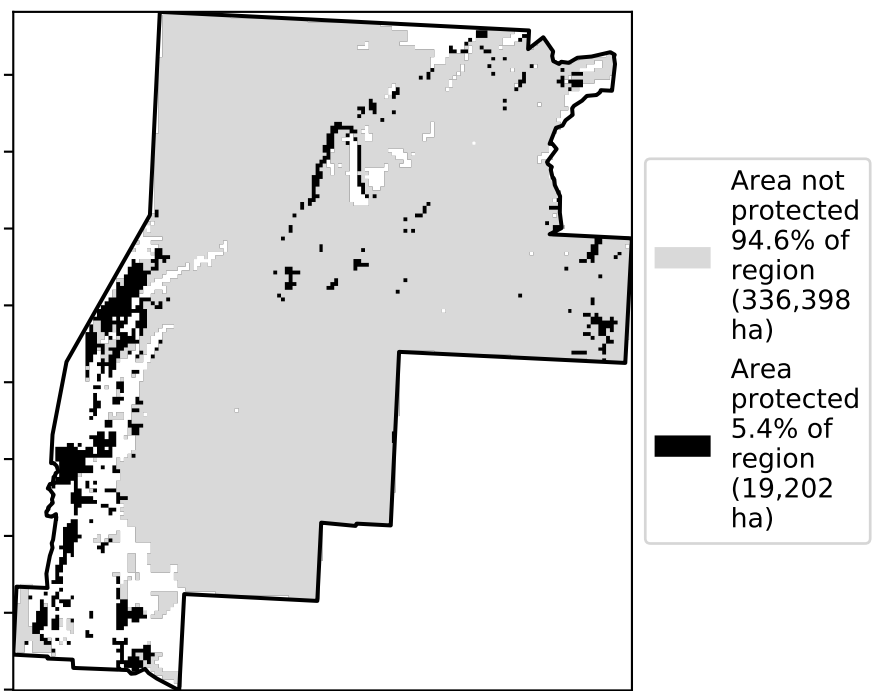 Area not
protected
94.6% of
region
(336,398
ha)
Area
protected
5.4% of
region
(19,202
ha)